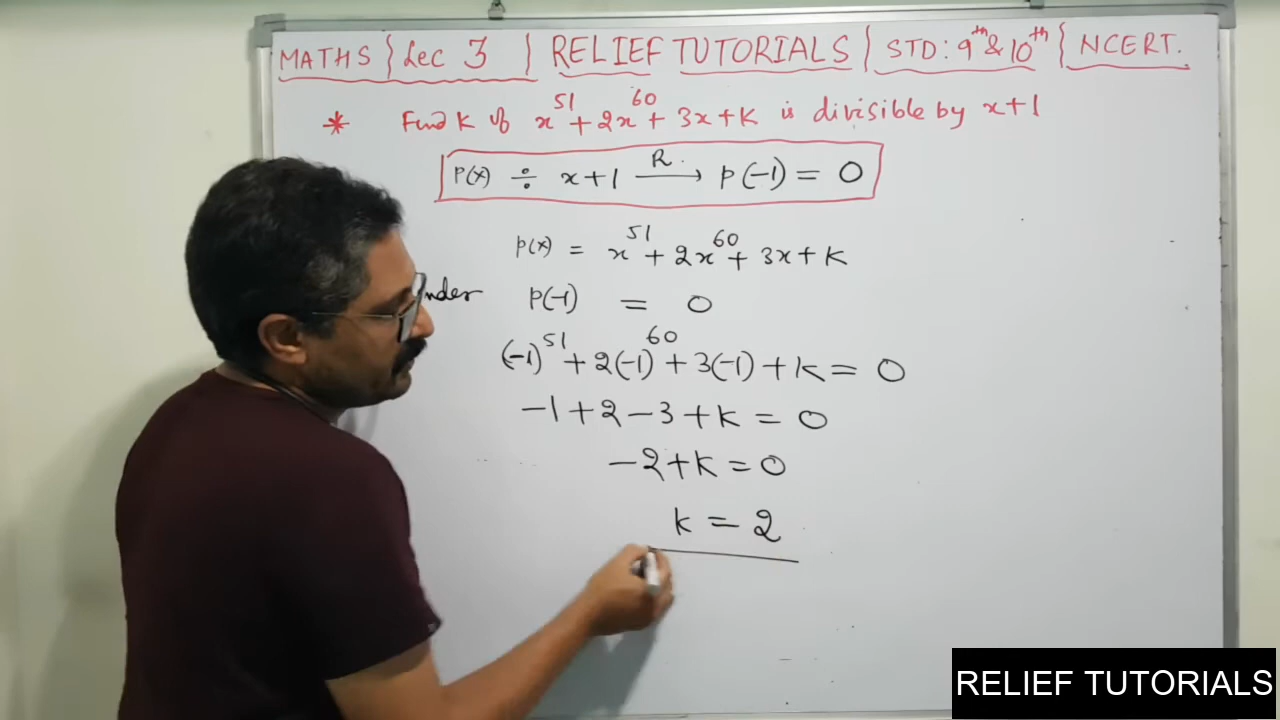 MATHS | Lec 3 | RELIEF TUTORIALS | STD: 9th & 10th | NCERT.
* Find K if x^51 + 2x^60 + 3x + K is divisible by x+1
P(x) ÷ x+1 —R.→ p(-1) = 0
p(x) = x^51 + 2x^60 + 3x + K
p(-1) = 0
(-1)^51 + 2(-1)^60 + 3(-1) + K = 0
-1 + 2 - 3 + K = 0
-2 + K = 0
K = 2
RELIEF TUTORIALS